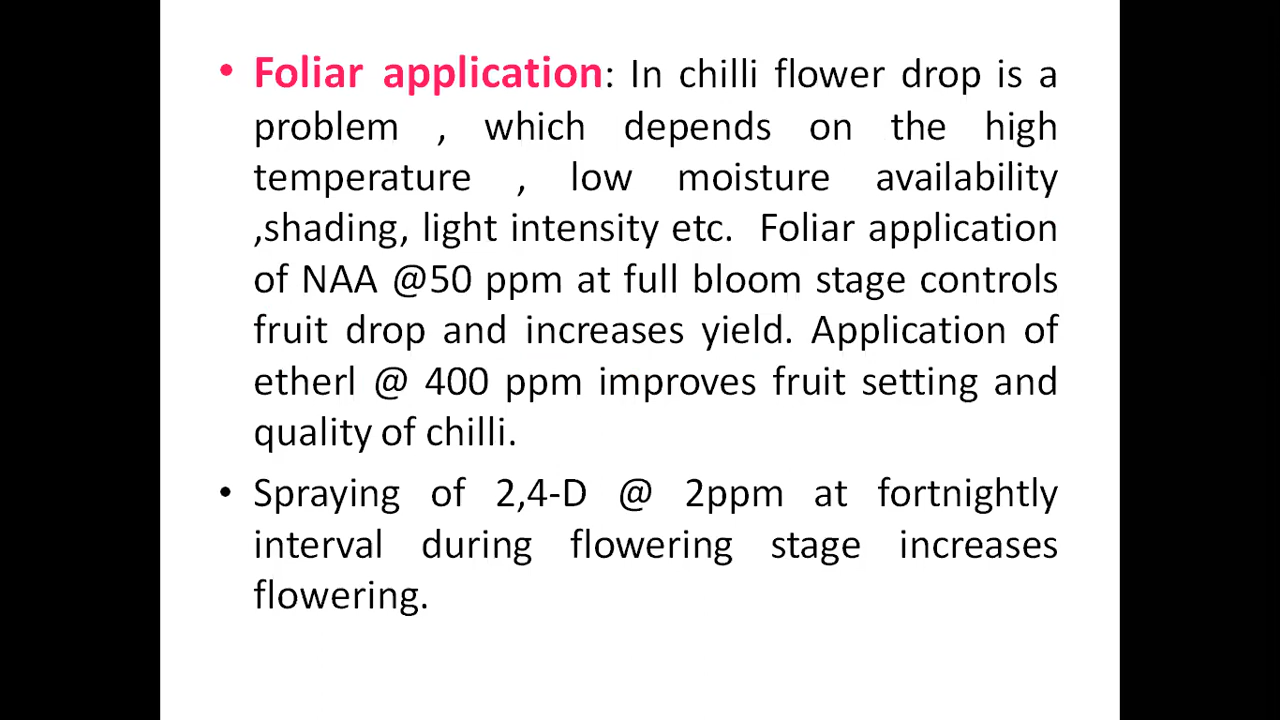 • Foliar application: In chilli flower drop is a
problem , which depends on the high
temperature , low moisture availability
,shading, light intensity etc. Foliar application
of NAA @50 ppm at full bloom stage controls
fruit drop and increases yield. Application of
etherl @ 400 ppm improves fruit setting and
quality of chilli.
• Spraying of 2,4-D @ 2ppm at fortnightly
interval during flowering stage increases
flowering.